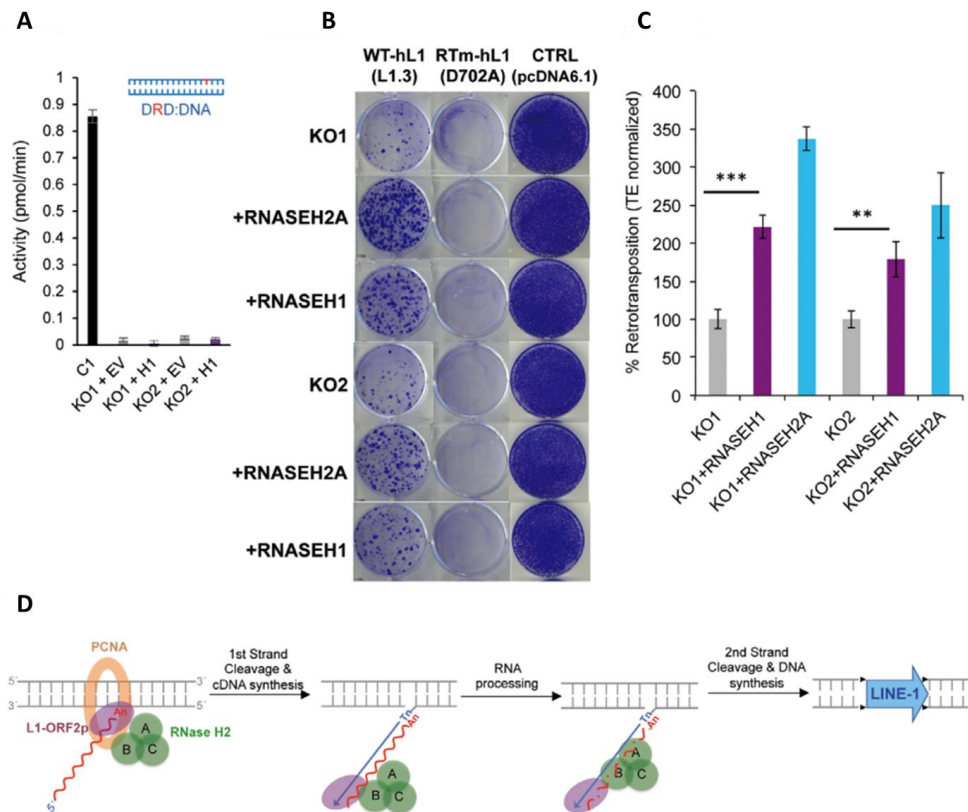 A
Activity (pmol/min)
1
0.9
0.8
0.7
0.6
0.5
0.4
0.3
0.2
0.1
0
DRD:DNA
C1
KO1 + EV
KO1 + H1
KO2 + EV
KO2 + H1
B
WT-hL1 RTm-hL1 CTRL
(L1.3) (D702A) (pcDNA6.1)
KO1
+RNASEH2A
+RNASEH1
KO2
+RNASEH2A
+RNASEH1
C
% Retrotransposition (TE normalized)
400
350
300
250
200
150
100
50
0
***
**
KO1
KO1+RNASEH1
KO1+RNASEH2A
KO2
KO2+RNASEH1
KO2+RNASEH2A
D
PCNA
5´ 3´
3´ 5´
An
L1-ORF2p
RNase H2
A
B C
5´
1st Strand
Cleavage &
cDNA synthesis
Tn
An
A
B C
RNA
processing
Tn
An
A
B C
2nd Strand
Cleavage & DNA
synthesis
LINE-1